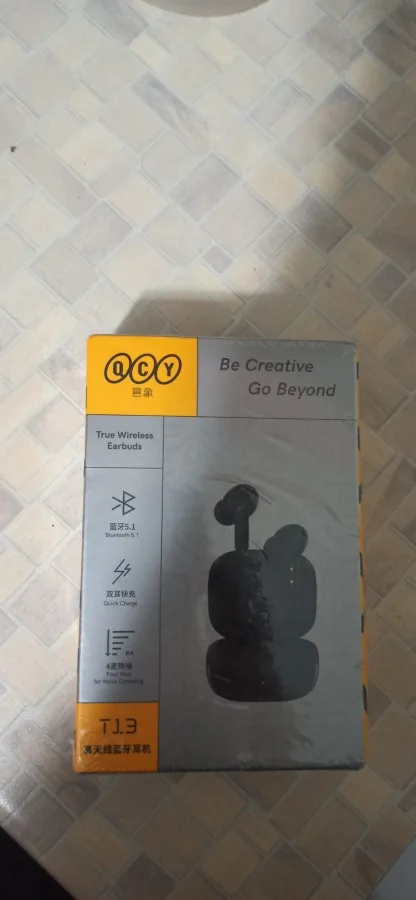 QCY
意象
Be Creative
Go Beyond
True Wireless
Earbuds
蓝牙5.1
Bluetooth 5.1
双耳快充
Quick Charge
4麦降噪
Four Mics
for Noise Canceling
T13
真无线蓝牙耳机